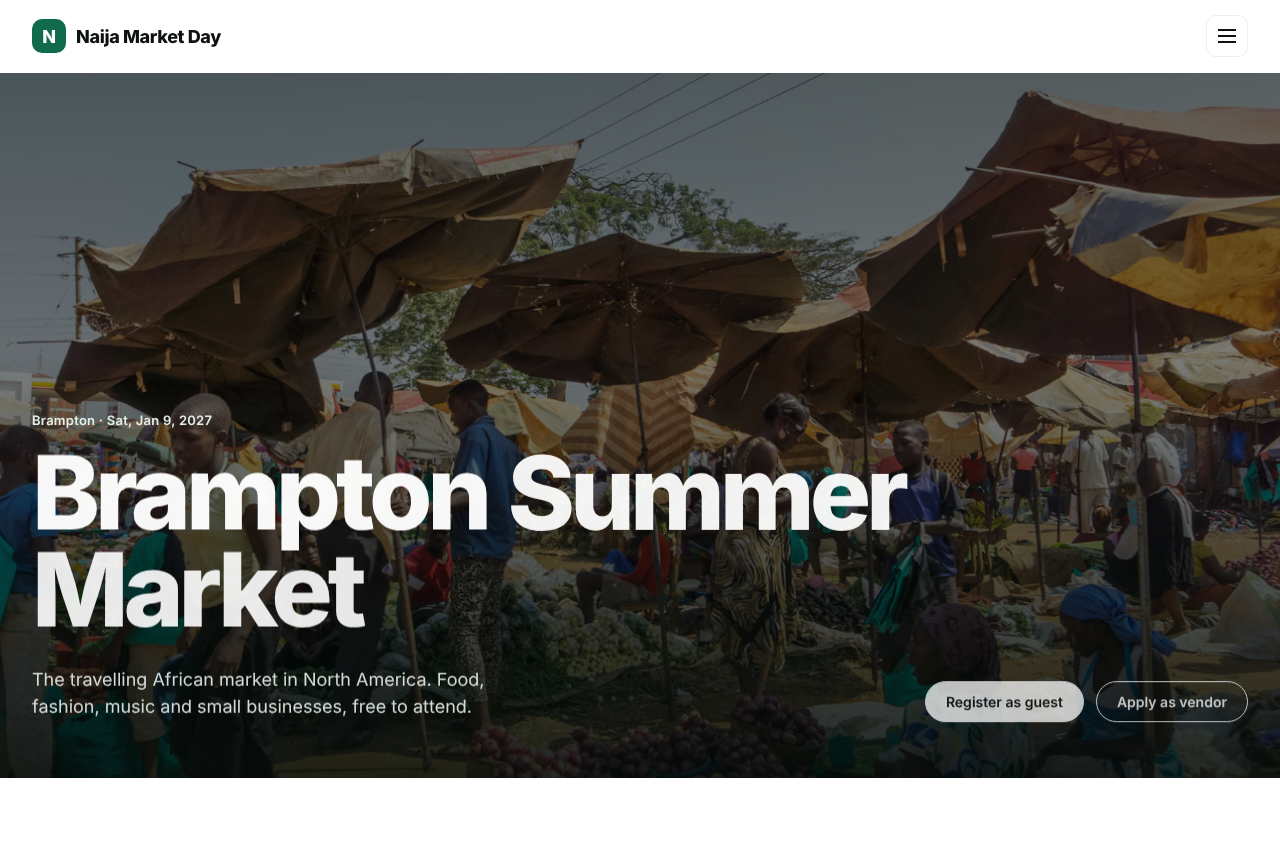 N Naija Market Day
Brampton · Sat, Jan 9, 2027
Brampton Summer
Market
The travelling African market in North America. Food,
fashion, music and small businesses, free to attend.
Register as guest
Apply as vendor